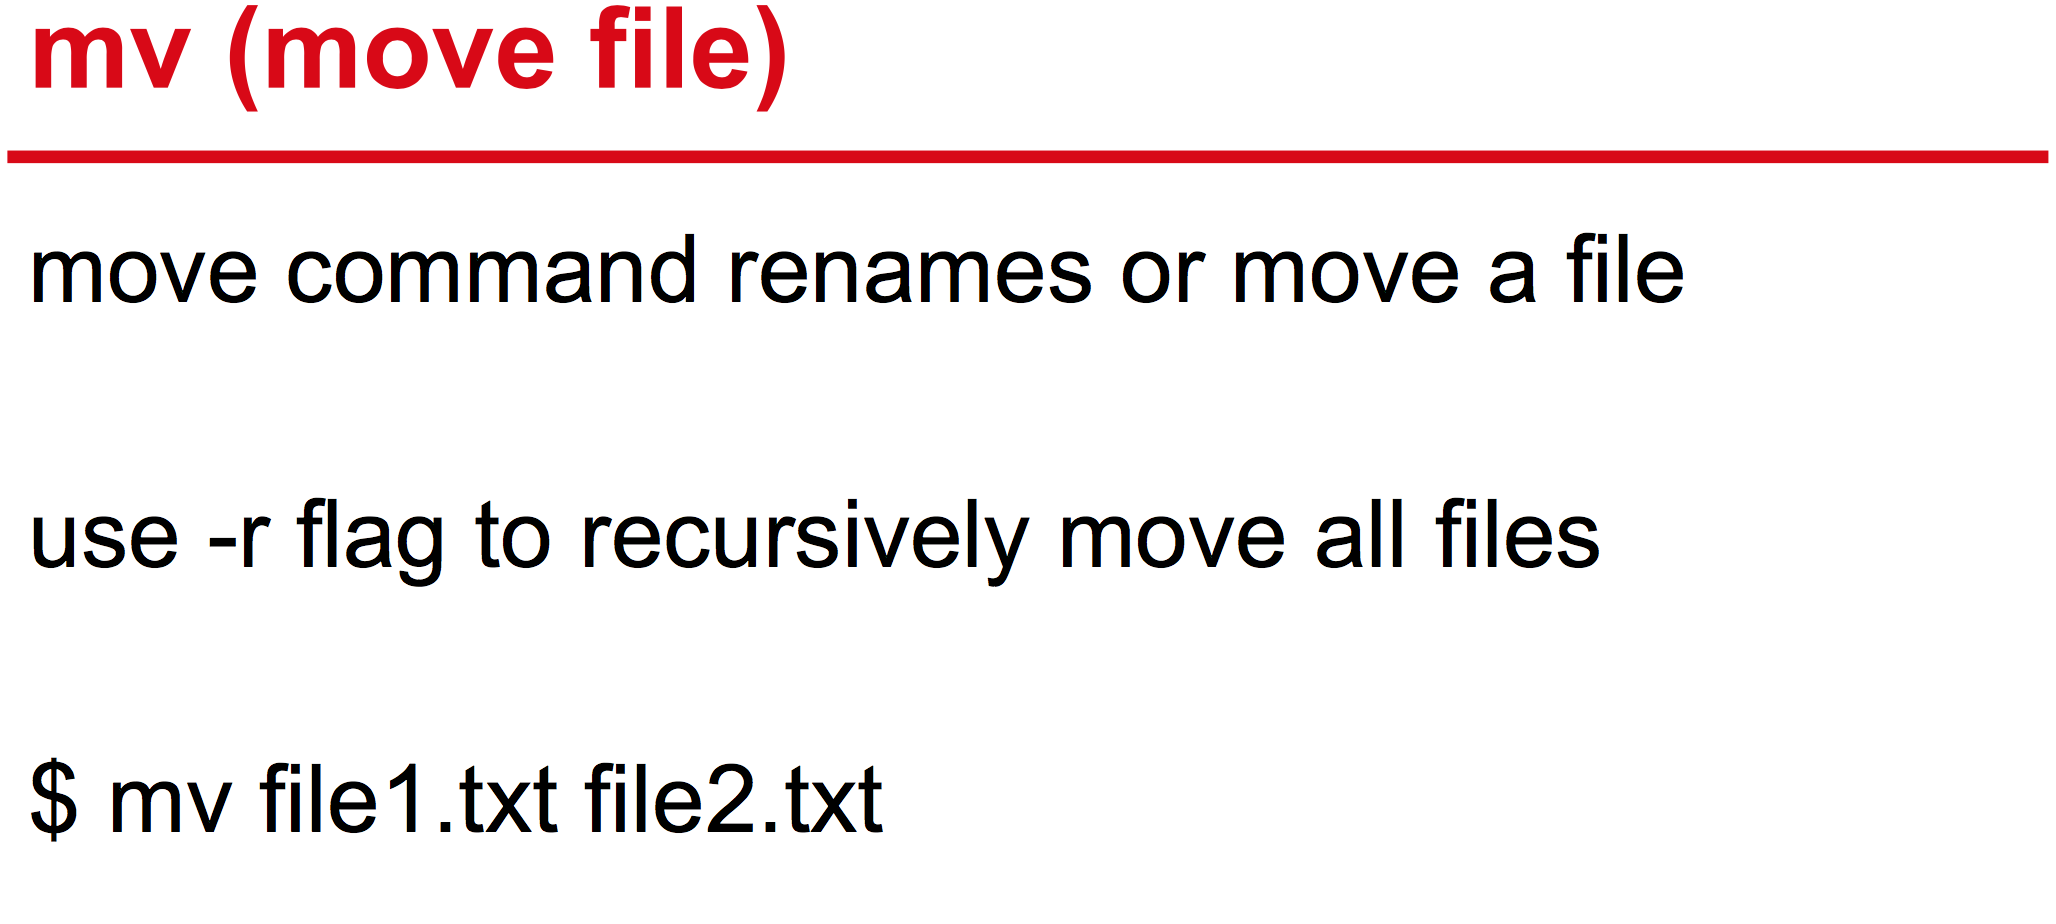 mv (move file)
move command renames or move a file
use -r flag to recursively move all files
$ mv file1.txt file2.txt